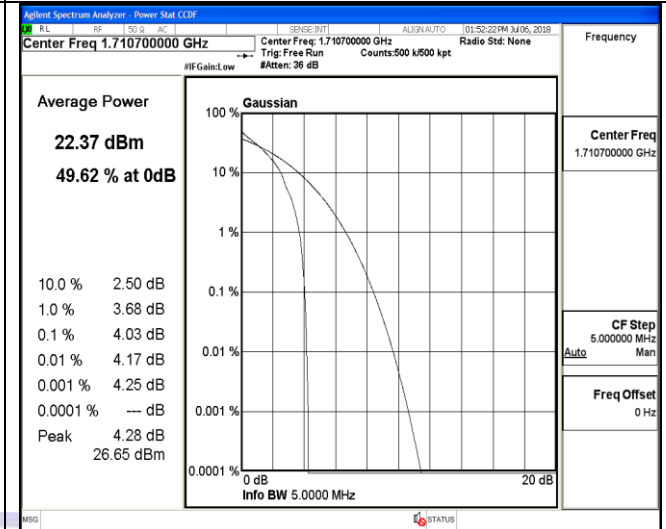 Agilent Spectrum Analyzer - Power Stat CCDF
RL RF 50 Ω AC SENSE:INT ALIGN AUTO 01:52:22 PM Jul 06, 2018
Center Freq 1.710700000 GHz
Center Freq: 1.710700000 GHz Radio Std: None
Trig: Free Run Counts:500 k/500 kpt
#IFGain:Low #Atten: 36 dB
Frequency
Average Power
22.37 dBm
49.62 % at 0dB
10.0 % 2.50 dB
1.0 % 3.68 dB
0.1 % 4.03 dB
0.01 % 4.17 dB
0.001 % 4.25 dB
0.0001 % --- dB
Peak 4.28 dB
26.65 dBm
Gaussian
100 %
10 %
1 %
0.1 %
0.01 %
0.001 %
0.0001 %
0 dB 20 dB
Info BW 5.0000 MHz
Center Freq
1.710700000 GHz
CF Step
5.000000 MHz
Auto Man
Freq Offset
0 Hz
MSG STATUS